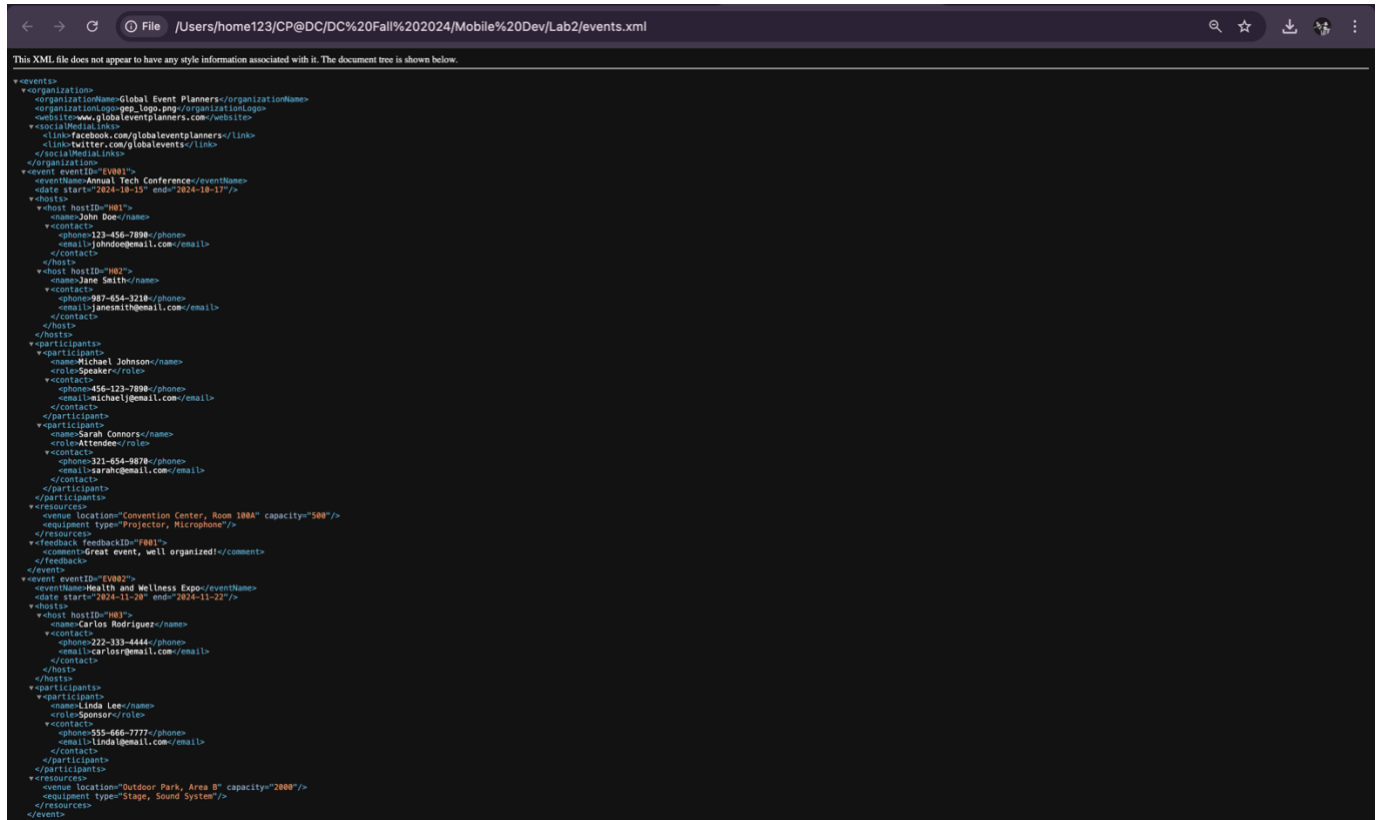 File /Users/home123/CP@DC/DC%20Fall%202024/Mobile%20Dev/Lab2/events.xml
This XML file does not appear to have any style information associated with it. The document tree is shown below.
▼<events>
▼<organization>
<organizationName>Global Event Planners</organizationName>
<organizationLogo>gep_logo.png</organizationLogo>
<website>www.globaleventplanners.com</website>
▼<socialMediaLinks>
<link>facebook.com/globaleventplanners</link>
<link>twitter.com/globalevents</link>
</socialMediaLinks>
</organization>
▼<event eventID="EV001">
<eventName>Annual Tech Conference</eventName>
<date start="2024-10-15" end="2024-10-17"/>
▼<hosts>
▼<host hostID="H01">
<name>John Doe</name>
▼<contact>
<phone>123-456-7890</phone>
<email>johndoe@email.com</email>
</contact>
</host>
▼<host hostID="H02">
<name>Jane Smith</name>
▼<contact>
<phone>987-654-3210</phone>
<email>janesmith@email.com</email>
</contact>
</host>
</hosts>
▼<participants>
▼<participant>
<name>Michael Johnson</name>
<role>Speaker</role>
▼<contact>
<phone>456-123-7890</phone>
<email>michaelj@email.com</email>
</contact>
</participant>
▼<participant>
<name>Sarah Connors</name>
<role>Attendee</role>
▼<contact>
<phone>321-654-9870</phone>
<email>sarahc@email.com</email>
</contact>
</participant>
</participants>
▼<resources>
<venue location="Convention Center, Room 100A" capacity="500"/>
<equipment type="Projector, Microphone"/>
</resources>
▼<feedback feedbackID="F001">
<comment>Great event, well organized!</comment>
</feedback>
</event>
▼<event eventID="EV002">
<eventName>Health and Wellness Expo</eventName>
<date start="2024-11-20" end="2024-11-22"/>
▼<hosts>
▼<host hostID="H03">
<name>Carlos Rodriguez</name>
▼<contact>
<phone>222-333-4444</phone>
<email>carlosr@email.com</email>
</contact>
</host>
</hosts>
▼<participants>
▼<participant>
<name>Linda Lee</name>
<role>Sponsor</role>
▼<contact>
<phone>555-666-7777</phone>
<email>lindal@email.com</email>
</contact>
</participant>
</participants>
▼<resources>
<venue location="Outdoor Park, Area B" capacity="2000"/>
<equipment type="Stage, Sound System"/>
</resources>
</event>